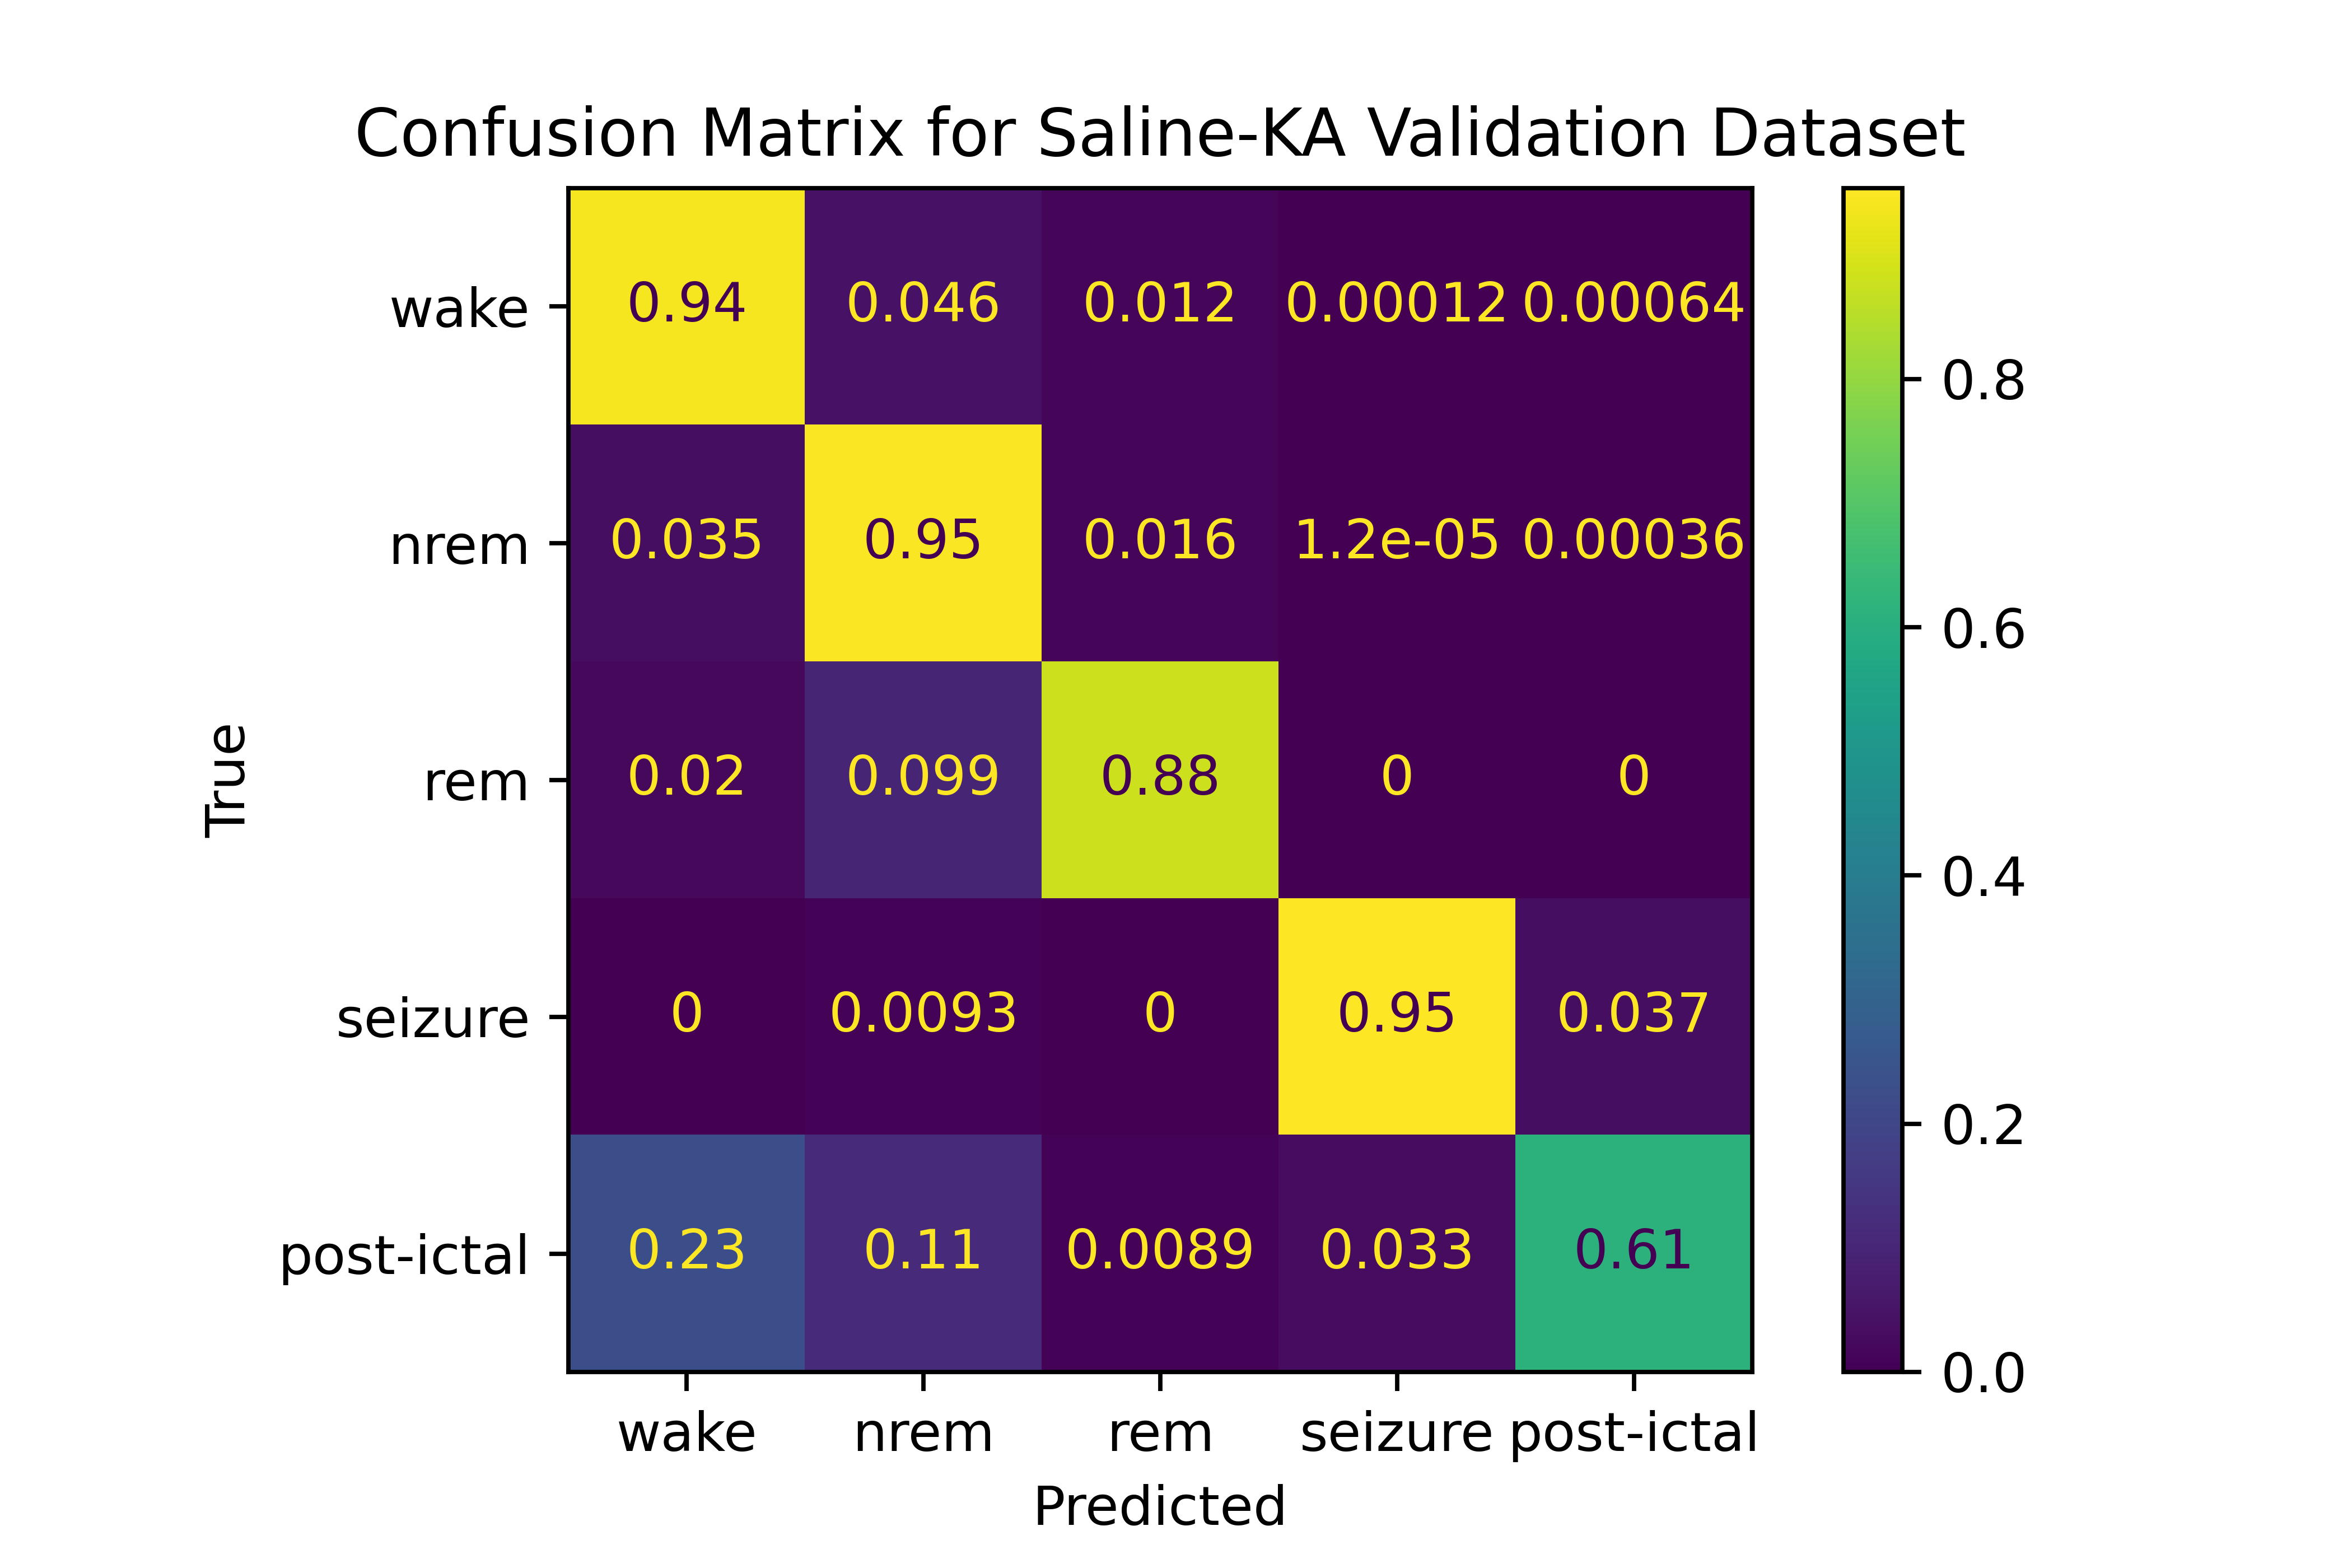 Confusion Matrix for Saline-KA Validation Dataset
wake 0.94 0.046 0.012 0.00012 0.00064
nrem 0.035 0.95 0.016 1.2e-05 0.00036
rem 0.02 0.099 0.88 0 0
seizure 0 0.0093 0 0.95 0.037
post-ictal 0.23 0.11 0.0089 0.033 0.61
wake nrem rem seizure post-ictal
Predicted
True
0.8
0.6
0.4
0.2
0.0